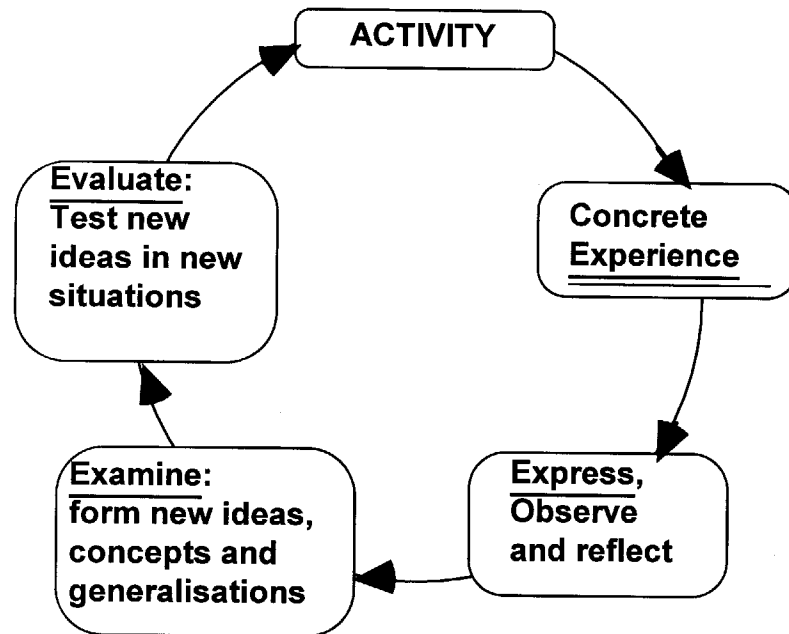 ACTIVITY
Concrete
Experience
Express,
Observe
and reflect
Examine:
form new ideas,
concepts and
generalisations
Evaluate:
Test new
ideas in new
situations